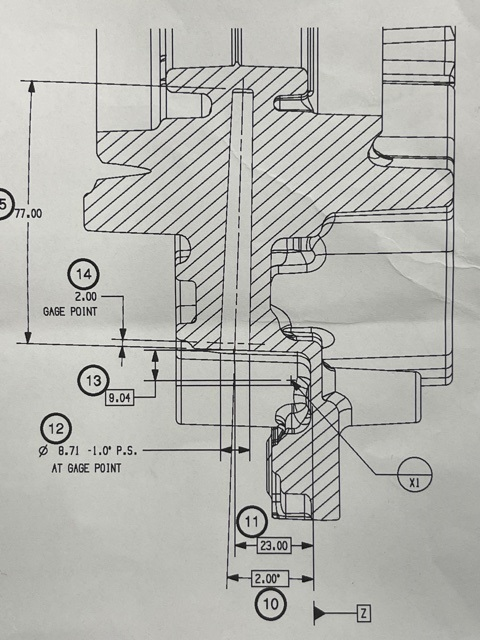 5
77.00
14
2.00
GAGE POINT
13
9.04
12
Ø 8.71 -1.0° P.S.
AT GAGE POINT
X1
11
23.00
2.00°
10
Z